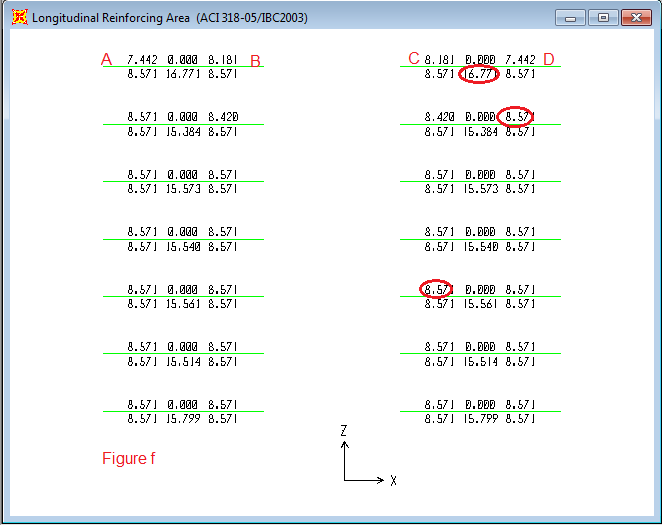 Longitudinal Reinforcing Area (ACI 318-05/IBC2003)
A 7.442 0.000 8.181 B C 8.181 0.000 7.442 D
8.571 16.771 8.571 8.571 16.771 8.571
8.571 0.000 8.420 8.420 0.000 8.571
8.571 15.384 8.571 8.571 15.384 8.571
8.571 0.000 8.571 8.571 0.000 8.571
8.571 15.573 8.571 8.571 15.573 8.571
8.571 0.000 8.571 8.571 0.000 8.571
8.571 15.540 8.571 8.571 15.540 8.571
8.571 0.000 8.571 8.571 0.000 8.571
8.571 15.561 8.571 8.571 15.561 8.571
8.571 0.000 8.571 8.571 0.000 8.571
8.571 15.514 8.571 8.571 15.514 8.571
8.571 0.000 8.571 8.571 0.000 8.571
8.571 15.799 8.571 8.571 15.799 8.571
Z
Figure f
X